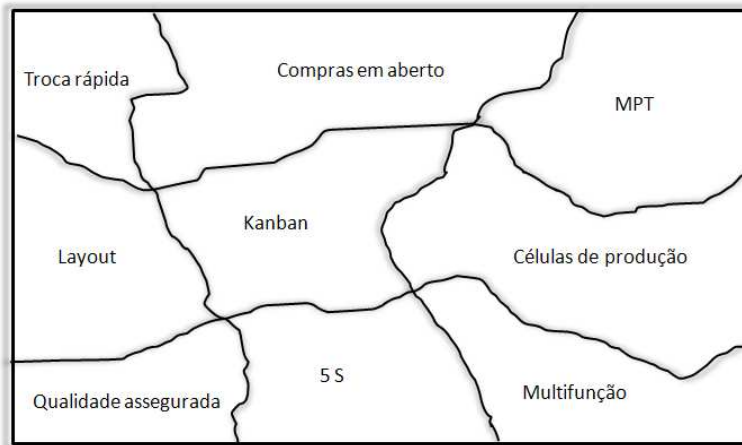 Troca rápida
Compras em aberto
MPT
Layout
Kanban
Células de produção
Qualidade assegurada
5 S
Multifunção